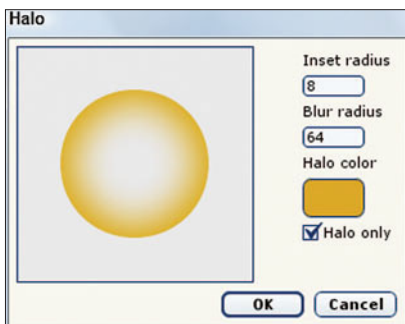 Halo
Inset radius
8
Blur radius
64
Halo color
Halo only
OK
Cancel